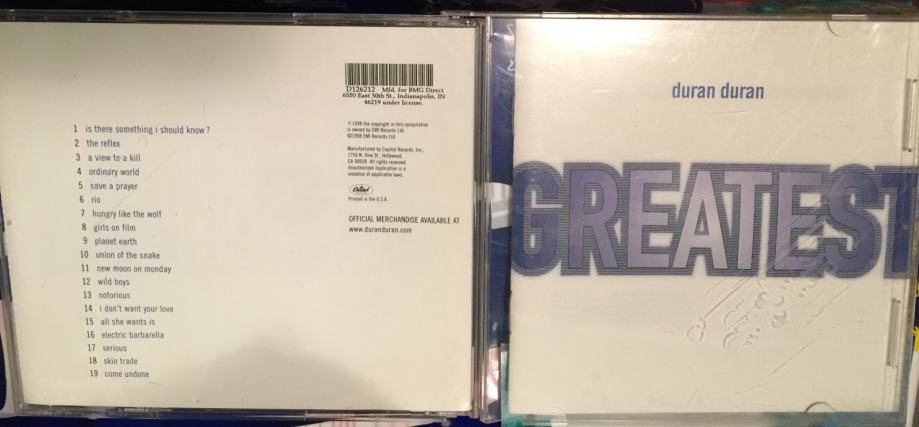 1 is there something i should know?
2 the reflex
3 a view to a kill
4 ordinary world
5 save a prayer
6 rio
7 hungry like the wolf
8 girls on film
9 planet earth
10 union of the snake
11 new moon on monday
12 wild boys
13 notorious
14 i don't want your love
15 all she wants is
16 electric barbarella
17 serious
18 skin trade
19 come undone
D126212 Mfd. for BMG Direct
6550 East 30th St., Indianapolis, IN
46219 under license.
℗ 1998 the copyright in this compilation
is owned by EMI Records Ltd.
©1998 EMI Records Ltd.
Manufactured by Capitol Records, Inc.,
1750 N. Vine St., Hollywood,
CA 90028. All rights reserved.
Unauthorized duplication is a
violation of applicable laws.
Capitol
Printed in the U.S.A.
OFFICIAL MERCHANDISE AVAILABLE AT
www.duranduran.com
duran duran
GREATEST